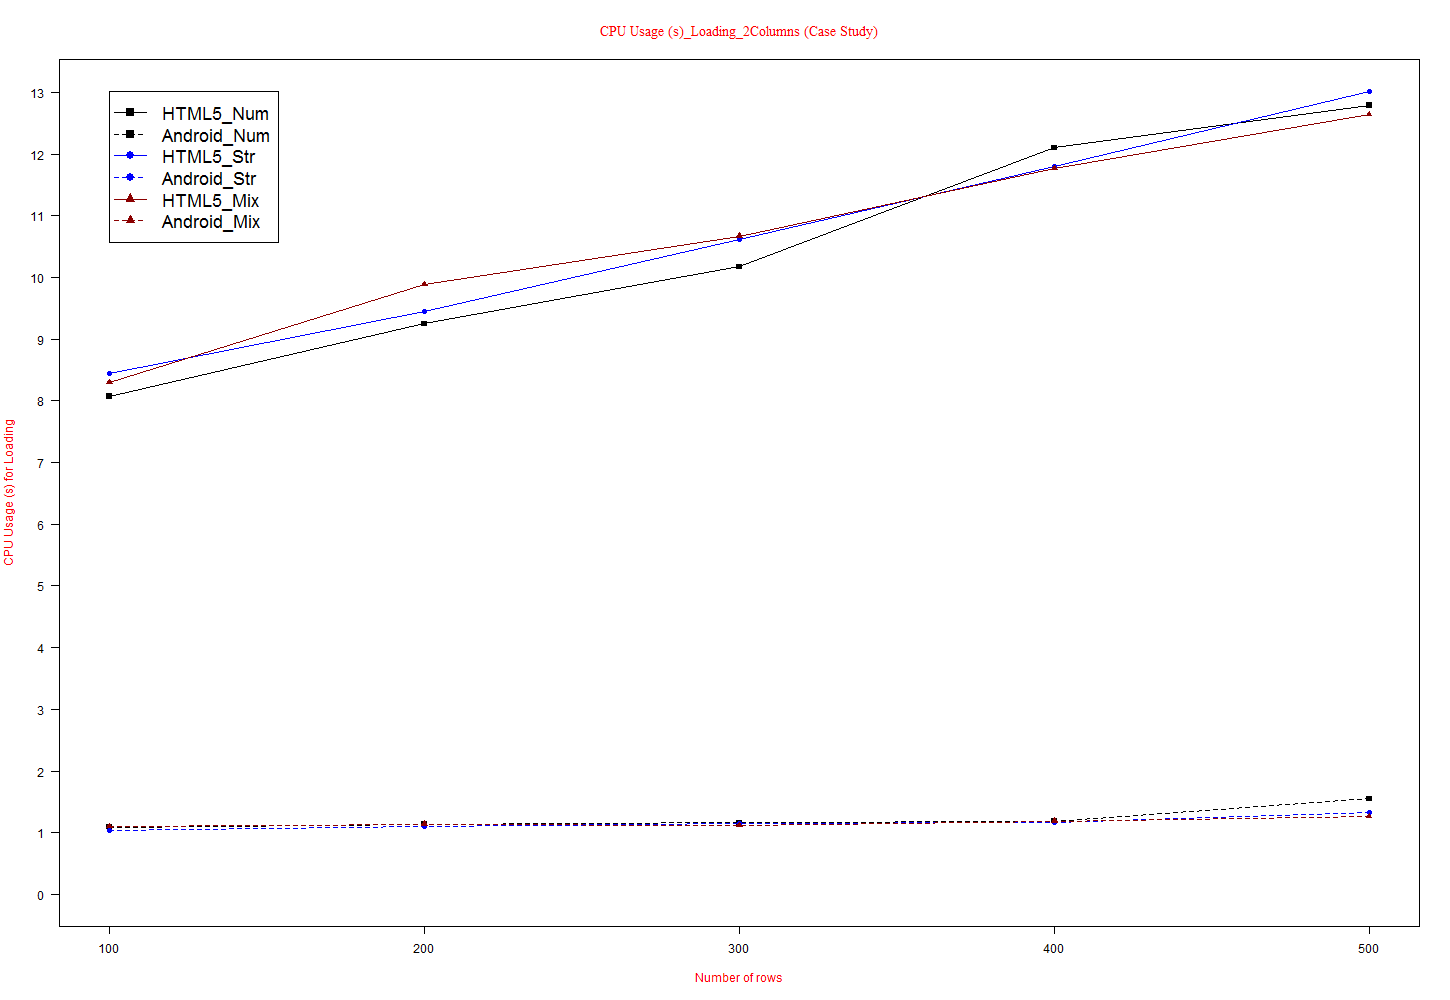 CPU Usage (s)_Loading_2Columns (Case Study)
HTML5_Num
Android_Num
HTML5_Str
Android_Str
HTML5_Mix
Android_Mix
CPU Usage (s) for Loading
13
12
11
10
9
8
7
6
5
4
3
2
1
0
100 200 300 400 500
Number of rows